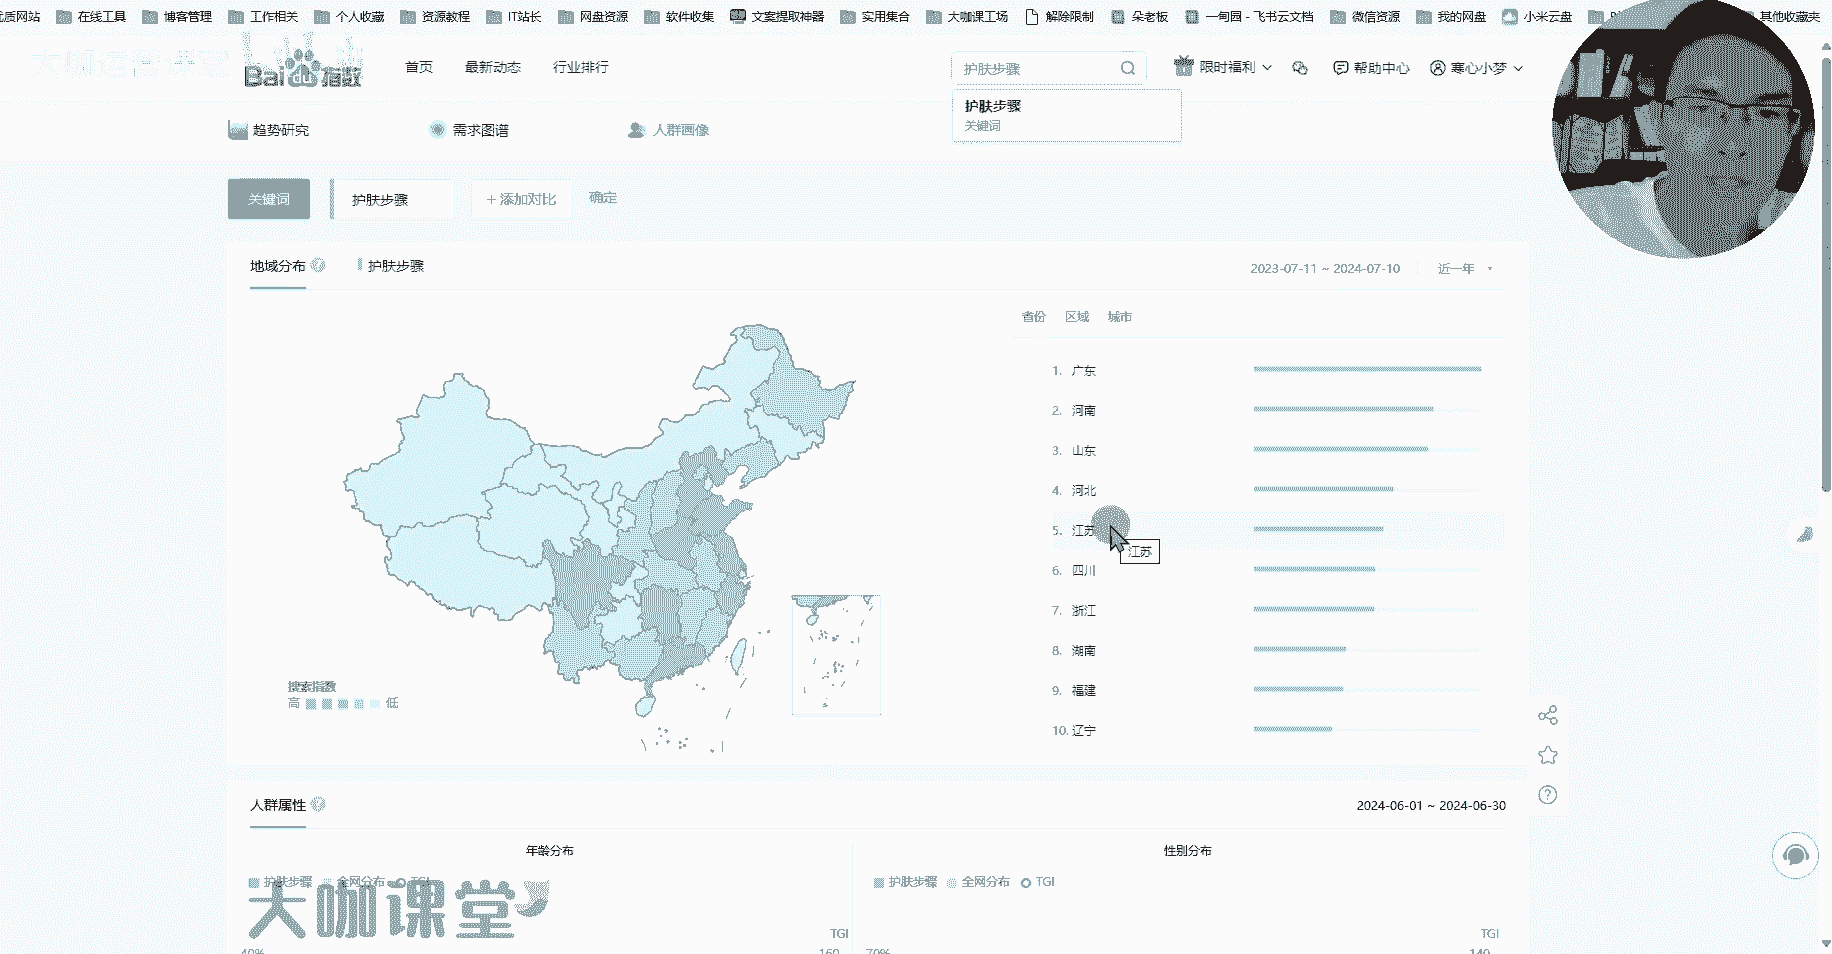 优质网站 在线工具 博客管理 工作相关 个人收藏 资源教程 IT站长 网盘资源 软件收集 文案提取神器 实用集合 大咖课工场 解除限制 朵老板 一甸园 - 飞书云文档 微信资源 我的网盘 小米云盘 其他收藏夹
大咖运营课堂
Bai du 指数 首页 最新动态 行业排行 护肤步骤 限时福利 帮助中心 寒心小梦
护肤步骤
关键词
趋势研究 需求图谱 人群画像
关键词 护肤步骤 + 添加对比 确定
地域分布 护肤步骤 2023-07-11 ~ 2024-07-10 近一年
省份 区域 城市
1. 广东
2. 河南
3. 山东
4. 河北
5. 江苏
江苏
6. 四川
7. 浙江
8. 湖南
9. 福建
10. 辽宁
搜索指数
高 低
人群属性 2024-06-01 ~ 2024-06-30
年龄分布 性别分布
护肤步骤 全网分布 TGI 护肤步骤 全网分布 TGI
大咖课堂
TGI TGI
40% 160 70% 140